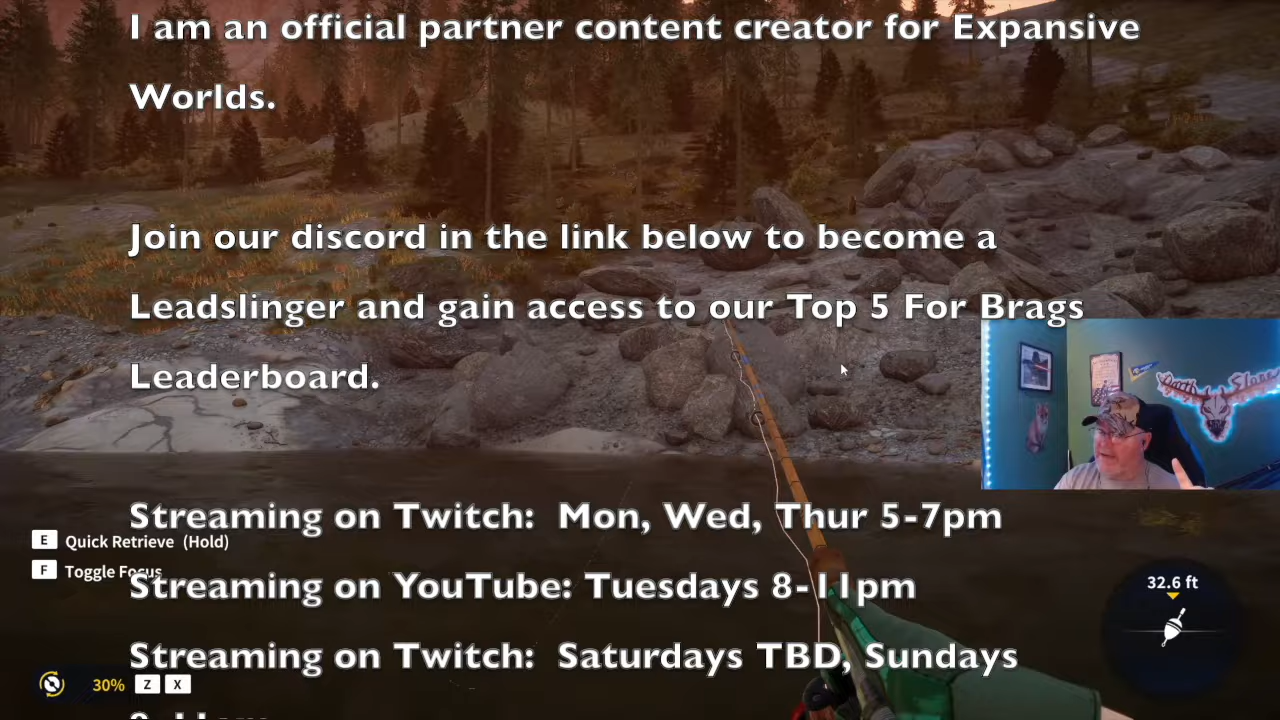 I am an official partner content creator for Expansive
Worlds.
Join our discord in the link below to become a
Leadslinger and gain access to our Top 5 For Brags
Leaderboard.
Streaming on Twitch: Mon, Wed, Thur 5-7pm
E Quick Retrieve (Hold)
F Toggle Focus
Streaming on YouTube: Tuesdays 8-11pm
32.6 ft
Streaming on Twitch: Saturdays TBD, Sundays
30% Z X